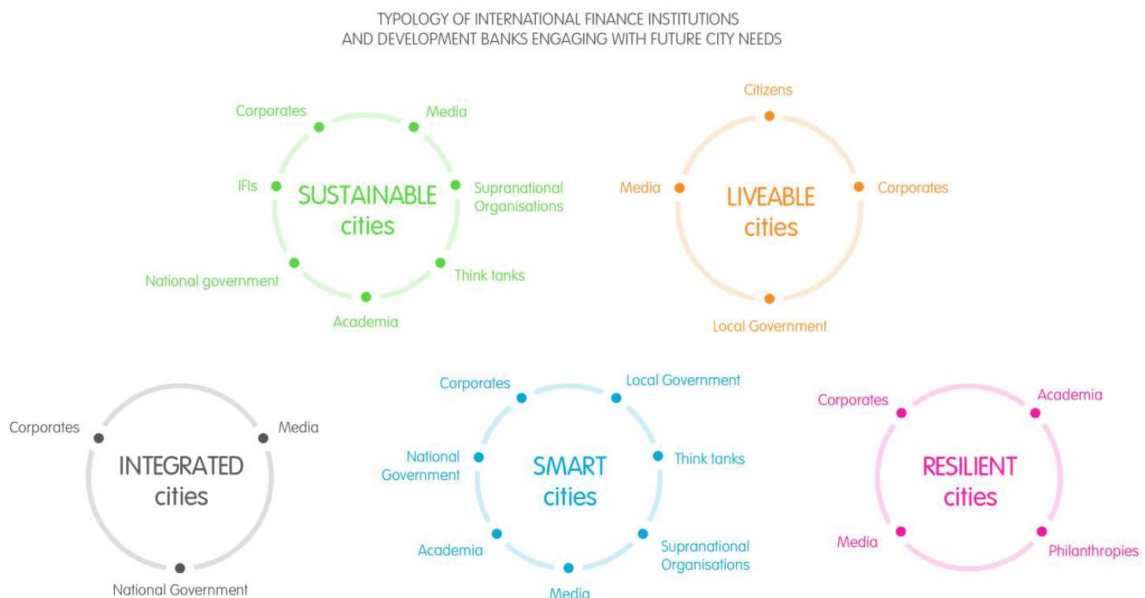 TYPOLOGY OF INTERNATIONAL FINANCE INSTITUTIONS
AND DEVELOPMENT BANKS ENGAGING WITH FUTURE CITY NEEDS
Corporates
Media
IFIs
SUSTAINABLE
cities
Supranational
Organisations
National government
Think tanks
Academia
Citizens
Media
LIVEABLE
cities
Corporates
Local Government
Corporates
Media
INTEGRATED
cities
National Government
Corporates
Local Government
National
Government
SMART
cities
Think tanks
Academia
Supranational
Organisations
Media
Corporates
Academia
RESILIENT
cities
Media
Philanthropies